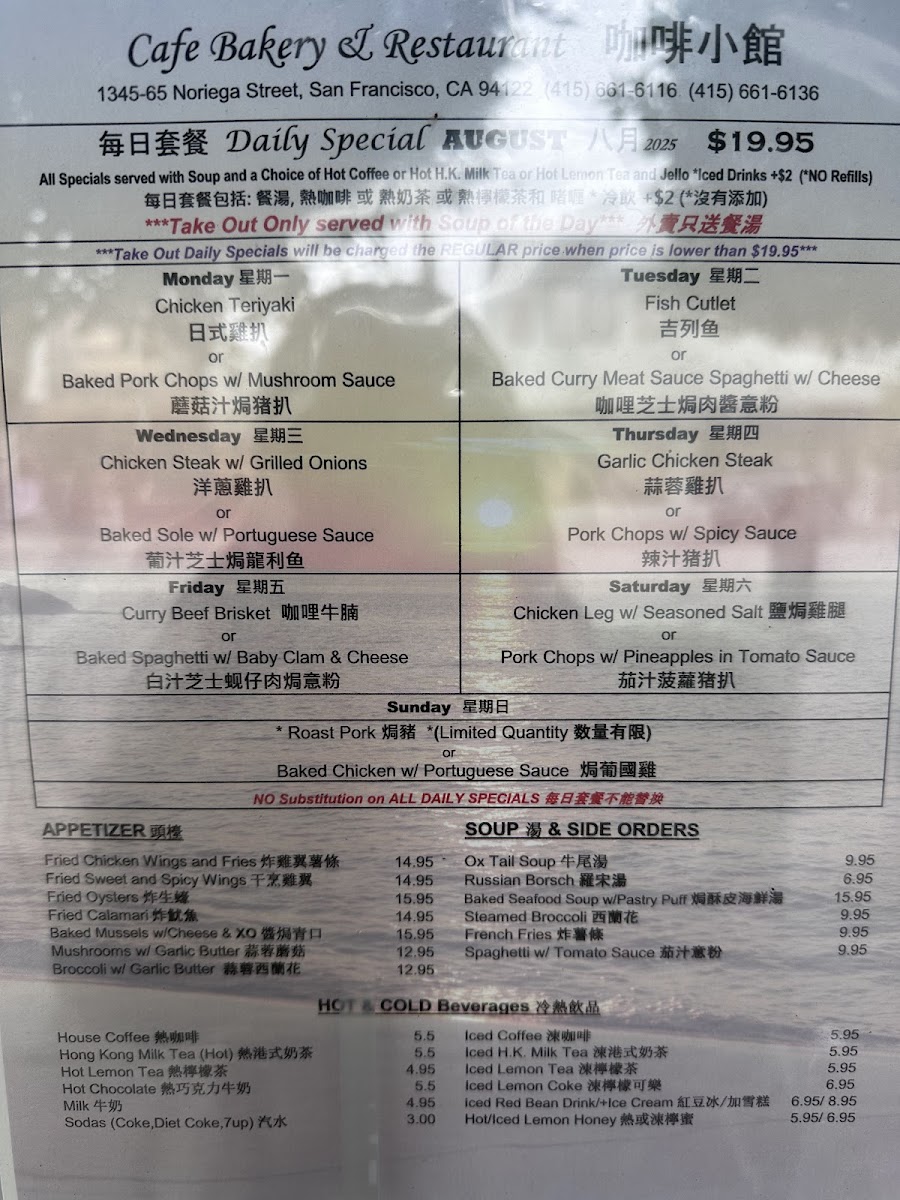 Cafe Bakery & Restaurant 咖啡小館
1345-65 Noriega Street, San Francisco, CA 94122 (415) 661-6116 (415) 661-6136
每日套餐 Daily Special AUGUST 八月 2025 $19.95
All Specials served with Soup and a Choice of Hot Coffee or Hot H.K. Milk Tea or Hot Lemon Tea and Jello *Iced Drinks +$2 (*NO Refills)
每日套餐包括: 餐湯, 熱咖啡 或 熱奶茶 或 熱檸檬茶和 啫喱 * 冷飲 +$2 (*沒有添加)
***Take Out Only served with Soup of the Day*** 外賣只送餐湯
***Take Out Daily Specials will be charged the REGULAR price when price is lower than $19.95***
Monday 星期一
Chicken Teriyaki
日式雞扒
or
Baked Pork Chops w/ Mushroom Sauce
蘑菇汁焗猪扒
Tuesday 星期二
Fish Cutlet
吉列鱼
or
Baked Curry Meat Sauce Spaghetti w/ Cheese
咖哩芝士焗肉醬意粉
Wednesday 星期三
Chicken Steak w/ Grilled Onions
洋蔥雞扒
or
Baked Sole w/ Portuguese Sauce
葡汁芝士焗龍利鱼
Thursday 星期四
Garlic Chicken Steak
蒜蓉雞扒
or
Pork Chops w/ Spicy Sauce
辣汁猪扒
Friday 星期五
Curry Beef Brisket 咖哩牛腩
or
Baked Spaghetti w/ Baby Clam & Cheese
白汁芝士蚬仔肉焗意粉
Saturday 星期六
Chicken Leg w/ Seasoned Salt 鹽焗雞腿
or
Pork Chops w/ Pineapples in Tomato Sauce
茄汁菠蘿猪扒
Sunday 星期日
* Roast Pork 焗豬 *(Limited Quantity 数量有限)
or
Baked Chicken w/ Portuguese Sauce 焗葡國雞
NO Substitution on ALL DAILY SPECIALS 每日套餐不能替換
APPETIZER 頭檯
Fried Chicken Wings and Fries 炸雞翼薯條 14.95
Fried Sweet and Spicy Wings 干烹雞翼 14.95
Fried Oysters 炸生蠔 15.95
Fried Calamari 炸魷魚 14.95
Baked Mussels w/Cheese & XO 醬焗青口 15.95
Mushrooms w/ Garlic Butter 蒜蓉蘑菇 12.95
Broccoli w/ Garlic Butter 蒜蓉西蘭花 12.95
SOUP 湯 & SIDE ORDERS
Ox Tail Soup 牛尾湯 9.95
Russian Borsch 羅宋湯 6.95
Baked Seafood Soup w/Pastry Puff 焗酥皮海鮮湯 15.95
Steamed Broccoli 西蘭花 9.95
French Fries 炸薯條 9.95
Spaghetti w/ Tomato Sauce 茄汁意粉 9.95
HOT & COLD Beverages 冷熱飲品
House Coffee 熱咖啡 5.5
Hong Kong Milk Tea (Hot) 熱港式奶茶 5.5
Hot Lemon Tea 熱檸檬茶 4.95
Hot Chocolate 熱巧克力牛奶 5.5
Milk 牛奶 4.95
Sodas (Coke,Diet Coke,7up) 汽水 3.00
Iced Coffee 凍咖啡 5.95
Iced H.K. Milk Tea 凍港式奶茶 5.95
Iced Lemon Tea 凍檸檬茶 5.95
Iced Lemon Coke 凍檸檬可樂 6.95
Iced Red Bean Drink/+Ice Cream 紅豆冰/加雪糕 6.95/ 8.95
Hot/Iced Lemon Honey 熱或凍檸蜜 5.95/ 6.95